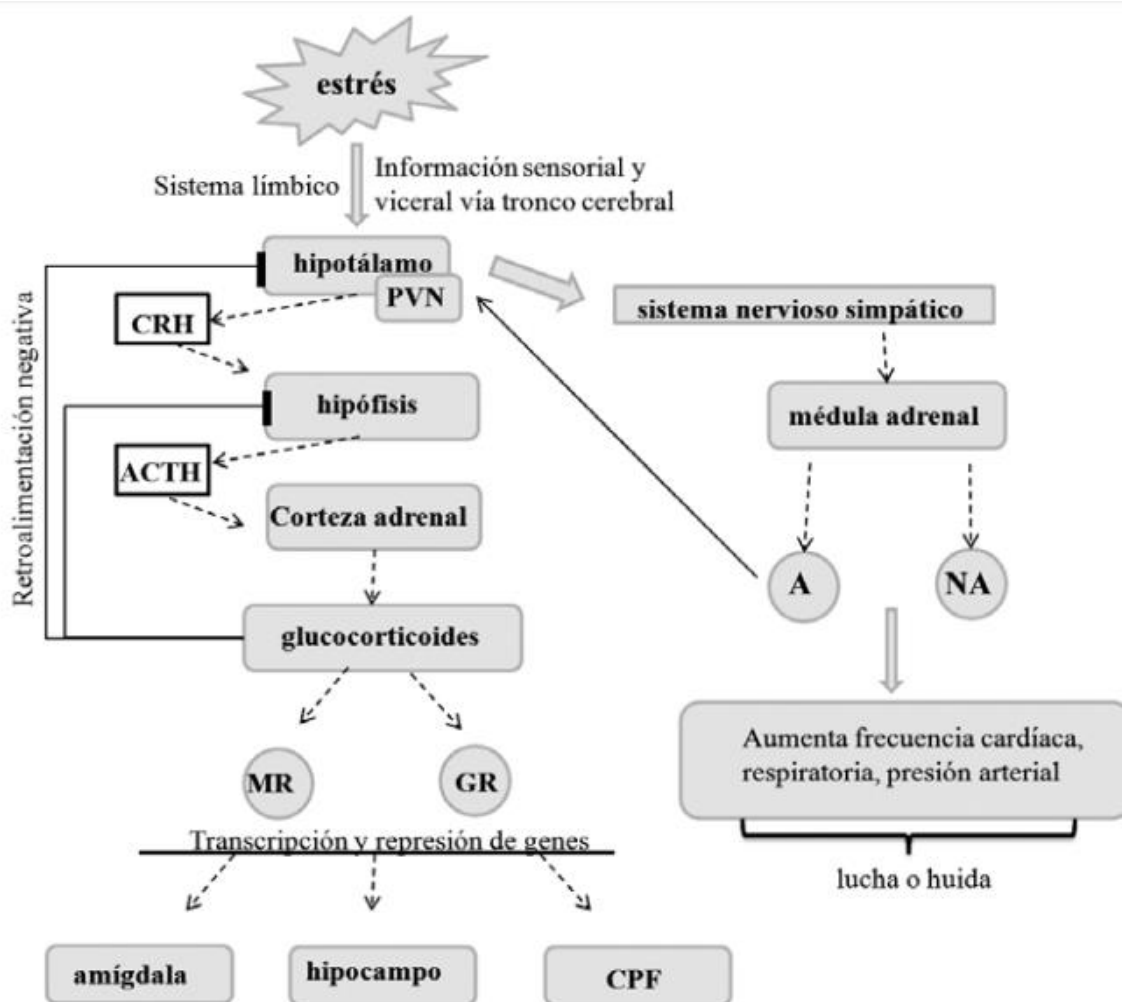 estrés
Sistema límbico
Información sensorial y
viceral vía tronco cerebral
hipotálamo
PVN
sistema nervioso simpático
CRH
Retroalimentación negativa
hipófisis
médula adrenal
ACTH
Corteza adrenal
A
NA
glucocorticoides
Aumenta frecuencia cardíaca,
respiratoria, presión arterial
MR
GR
Transcripción y represión de genes
lucha o huida
amígdala
hipocampo
CPF